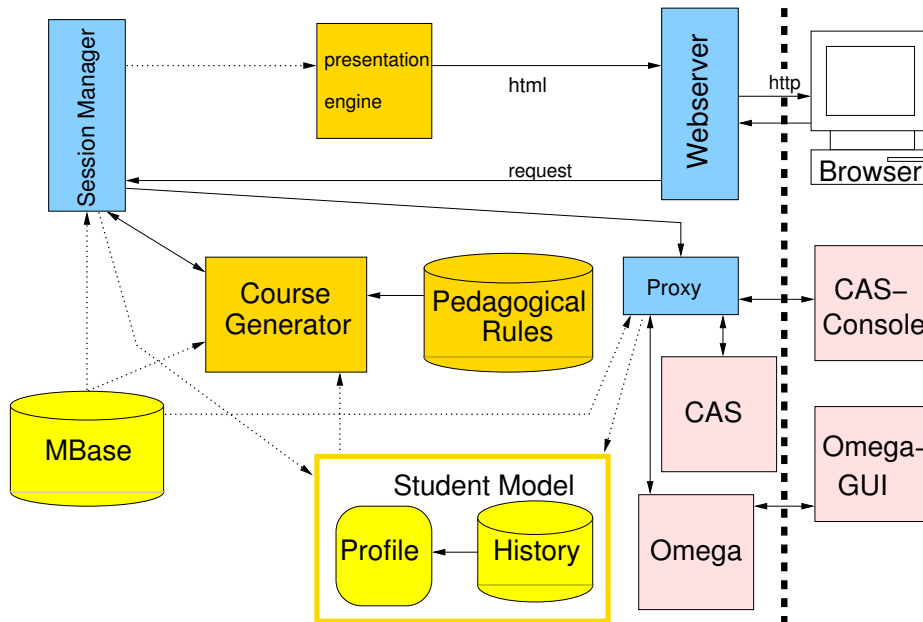 Session Manager
presentation
engine
html
Webserver
http
Browser
request
Course
Generator
Pedagogical
Rules
Proxy
CAS–
Console
CAS
MBase
Omega–
GUI
Student Model
Profile
History
Omega